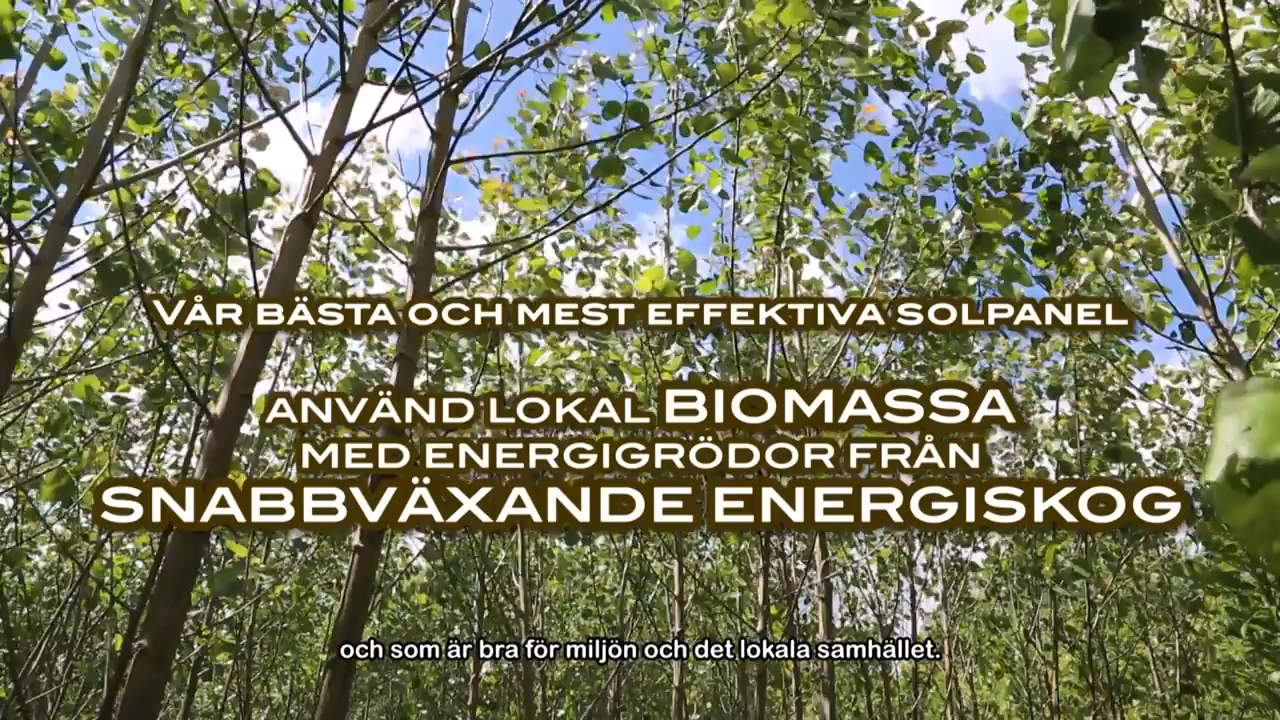 Vår bästa och mest effektiva solpanel
använd lokal BIOMASSA
med energigrödor från
SNABBVÄXANDE ENERGISKOG
och som är bra för miljön och det lokala samhället.